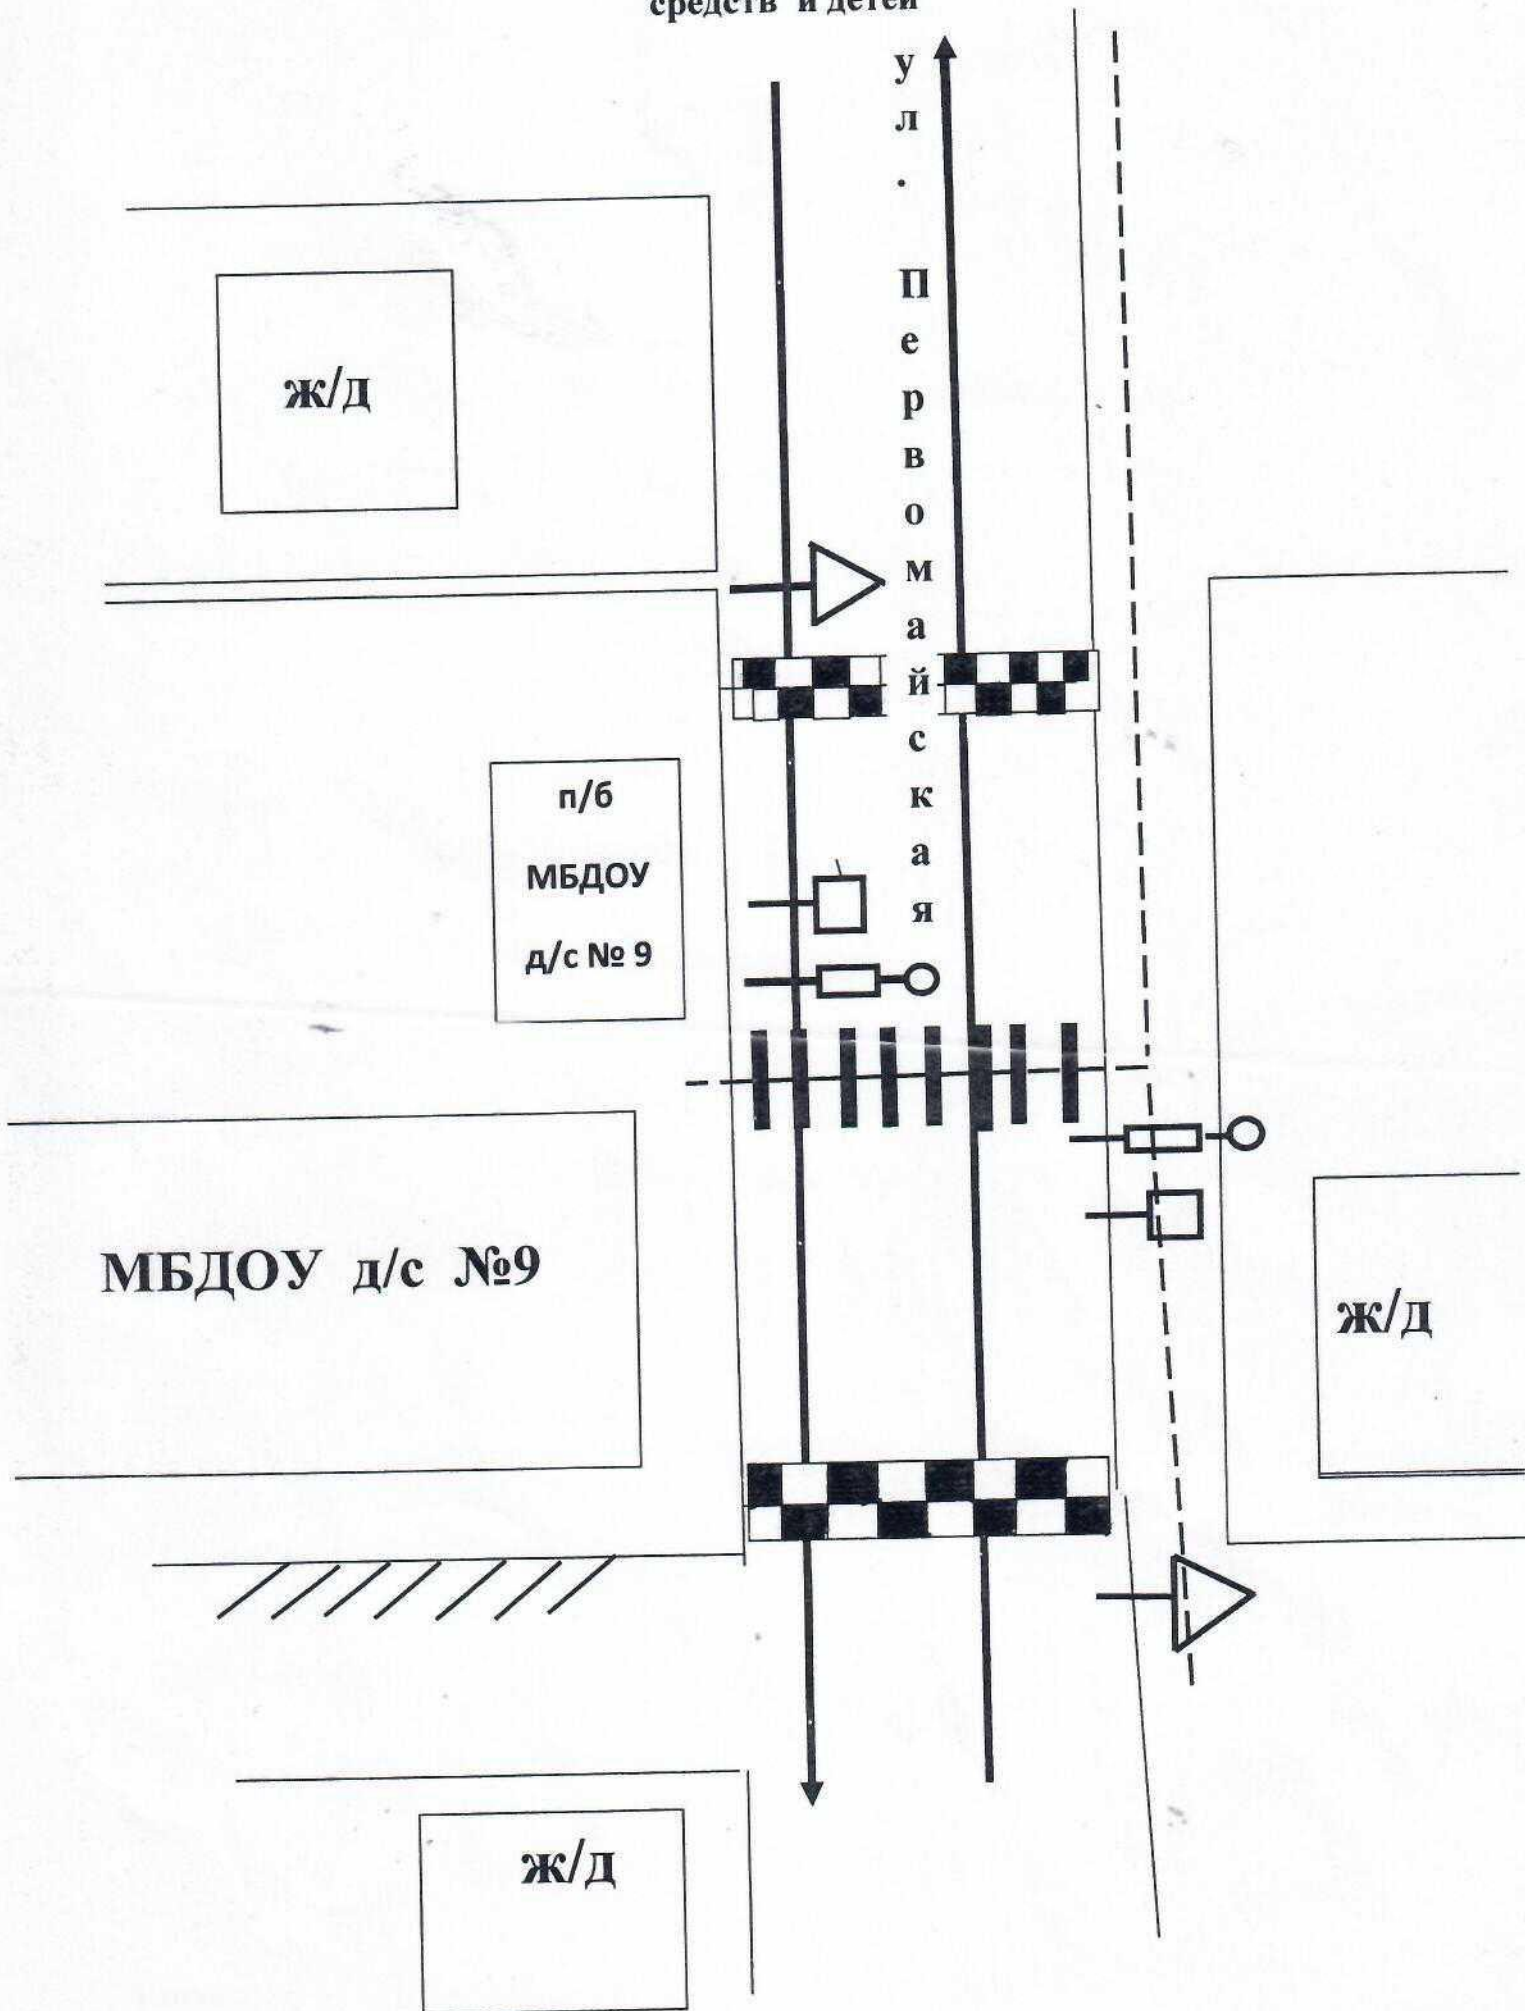 средств и детей
ул. Первомайская
ж/д
п/б
МБДОУ
д/с № 9
МБДОУ д/с №9
ж/д
ж/д